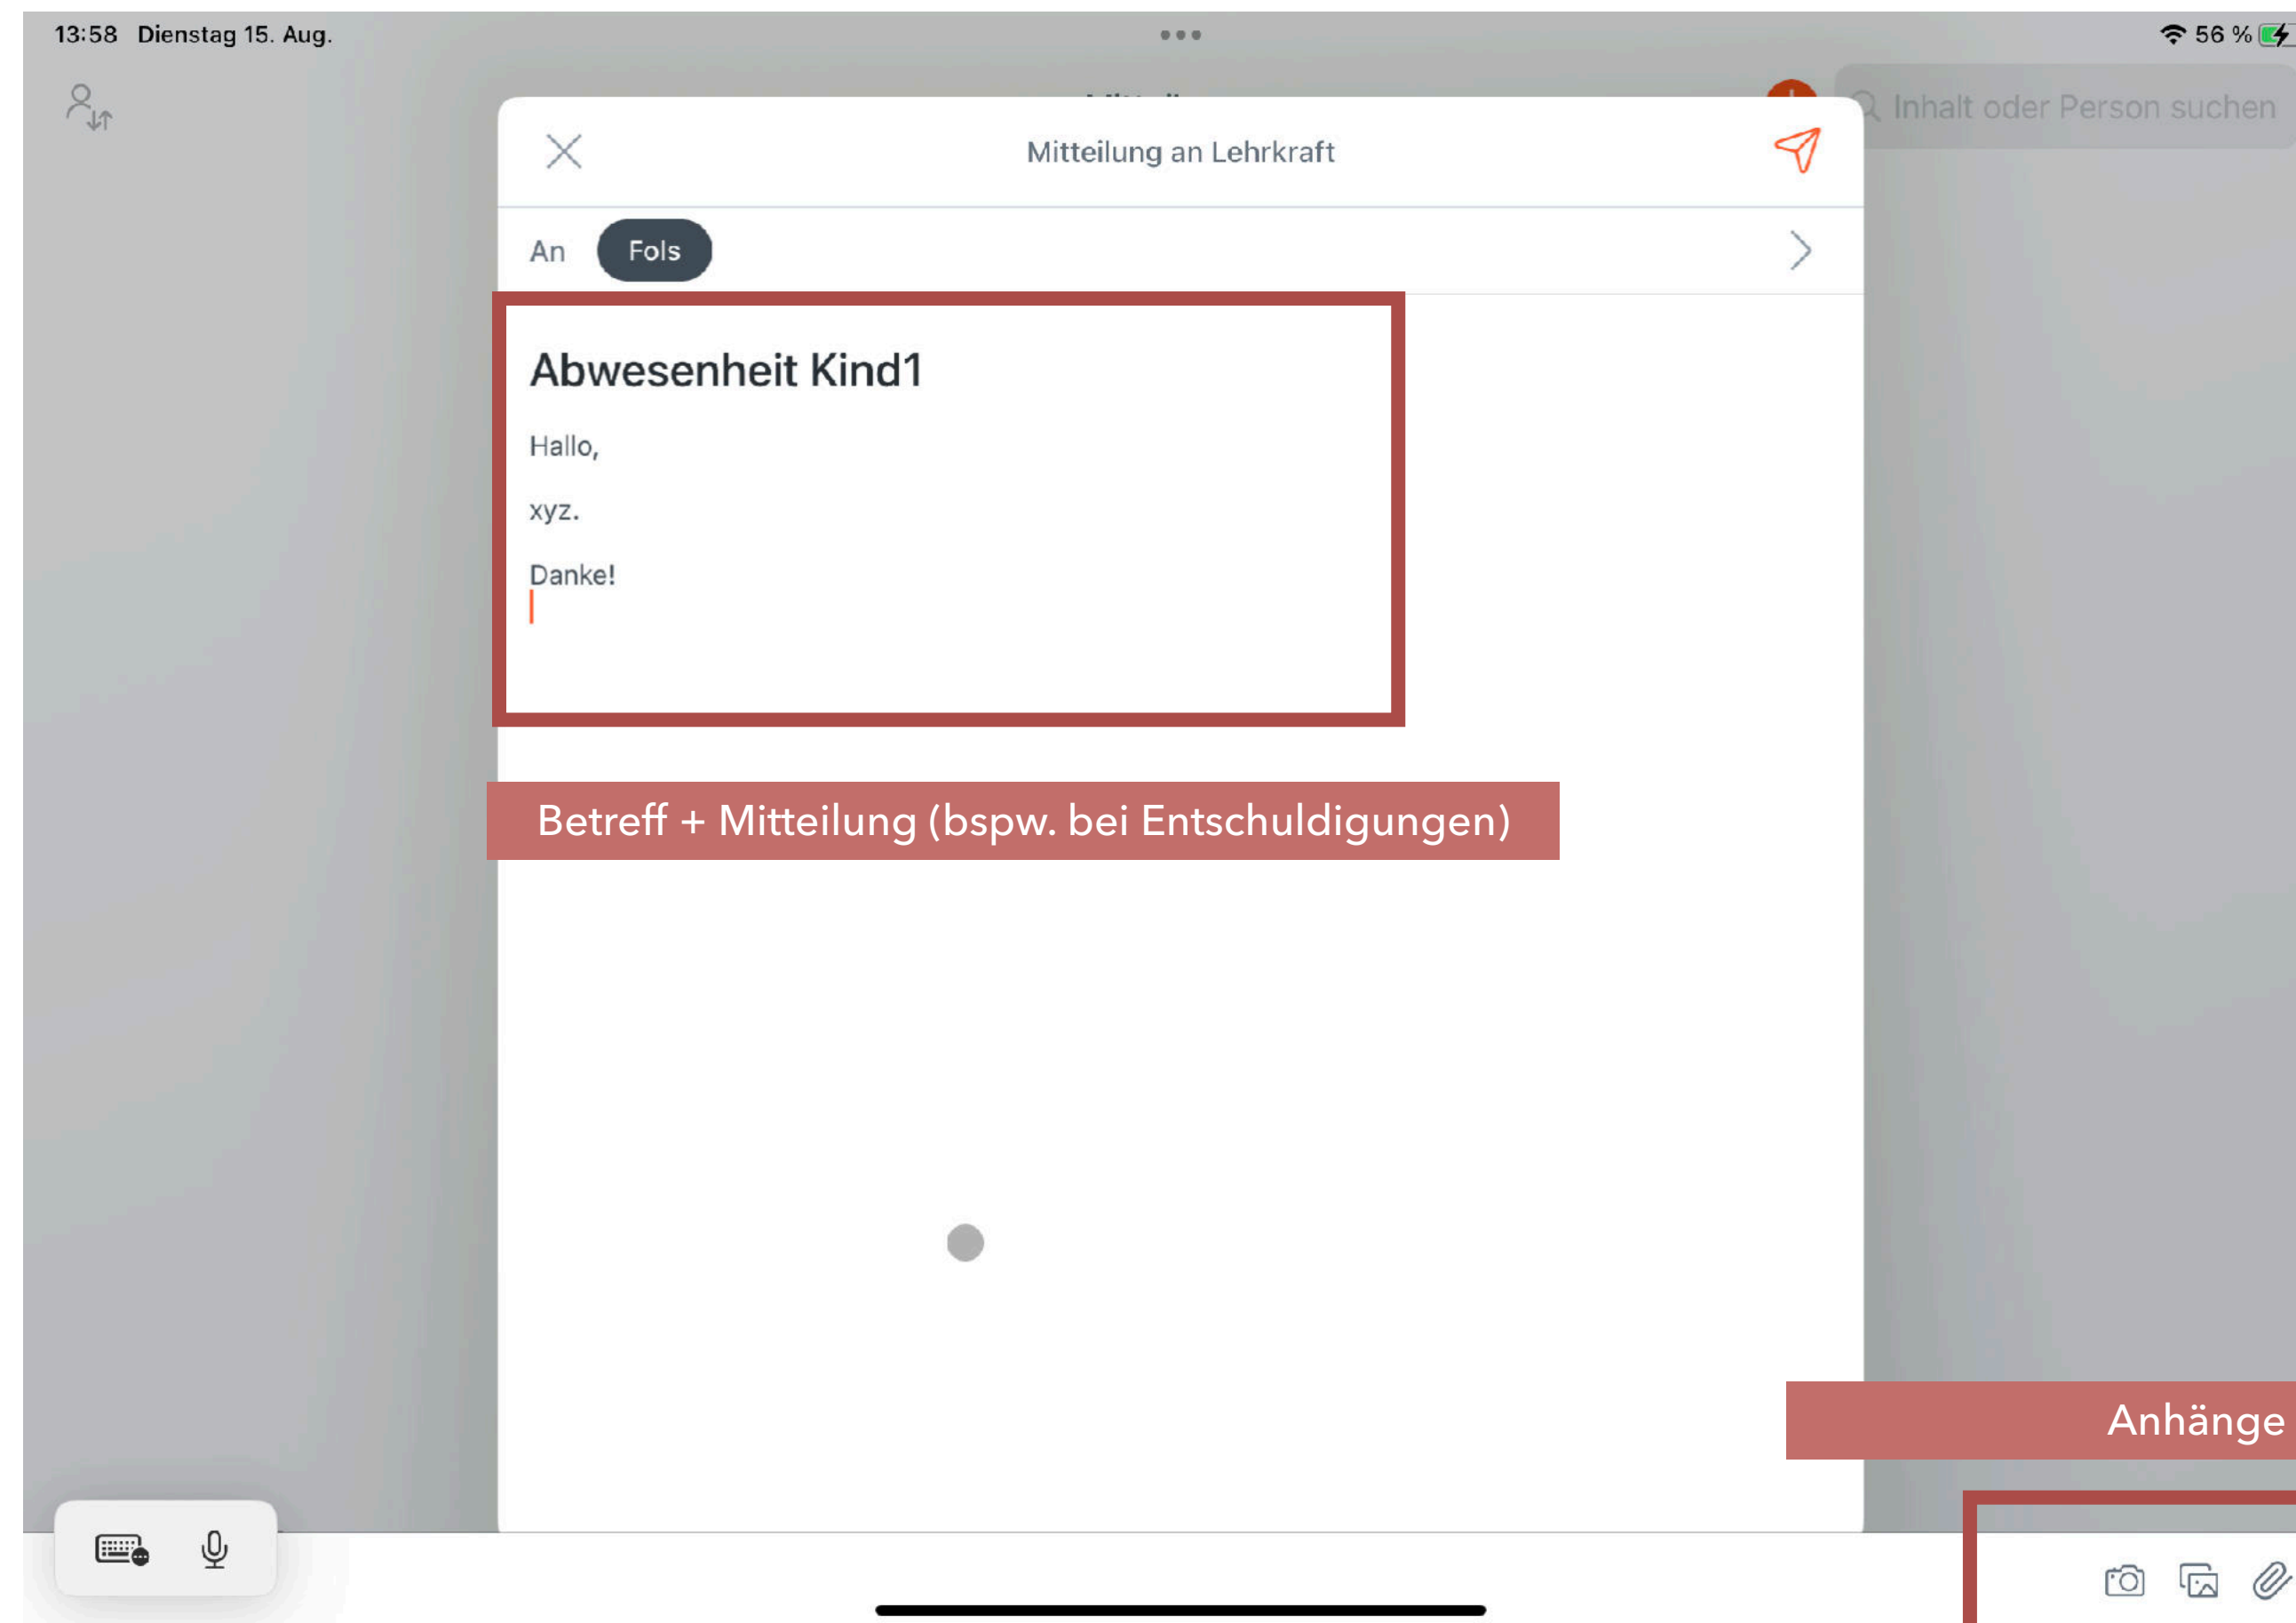 13:58 Dienstag 15. Aug.
56 %
Inhalt oder Person suchen
Mitteilung an Lehrkraft
An Fols
Abwesenheit Kind1
Hallo,
xyz.
Danke!
Betreff + Mitteilung (bspw. bei Entschuldigungen)
Anhänge